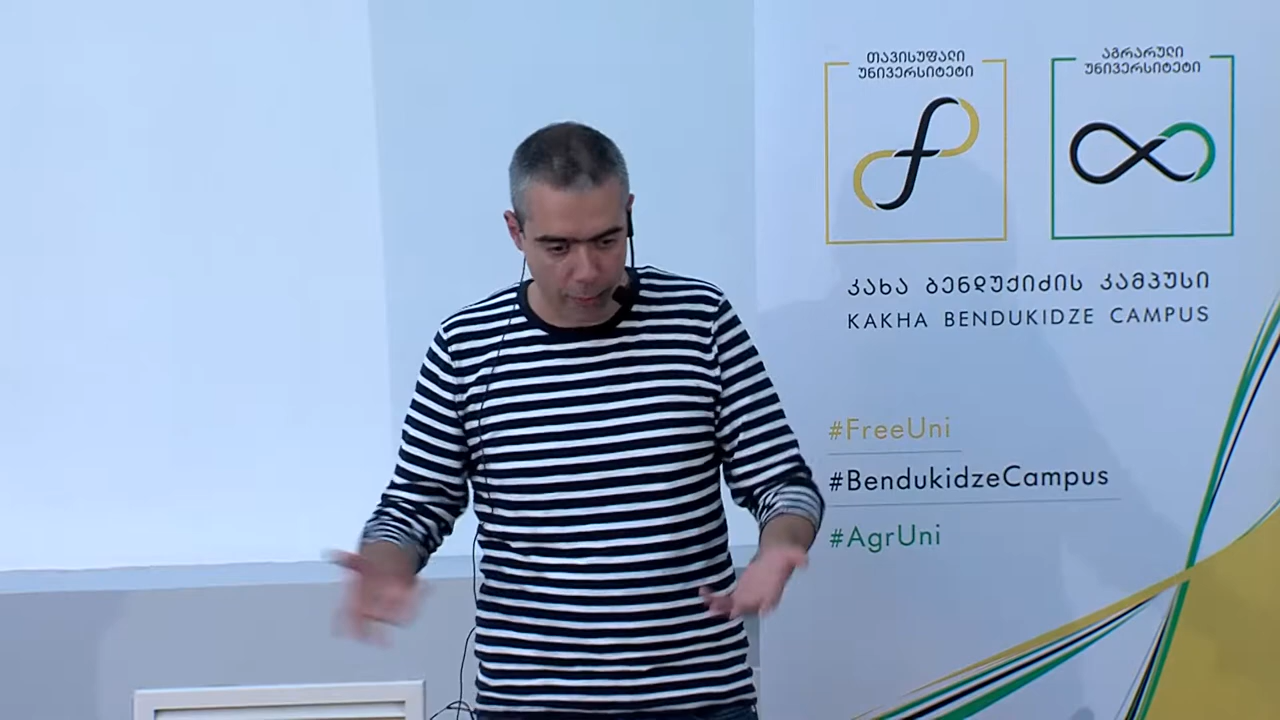 თავისუფალი
უნივერსიტეტი
აგრარული
უნივერსიტეტი
კახა ბენდუქიძის კამპუსი
KAKHA BENDUKIDZE CAMPUS
#FreeUni
#BendukidzeCampus
#AgrUni